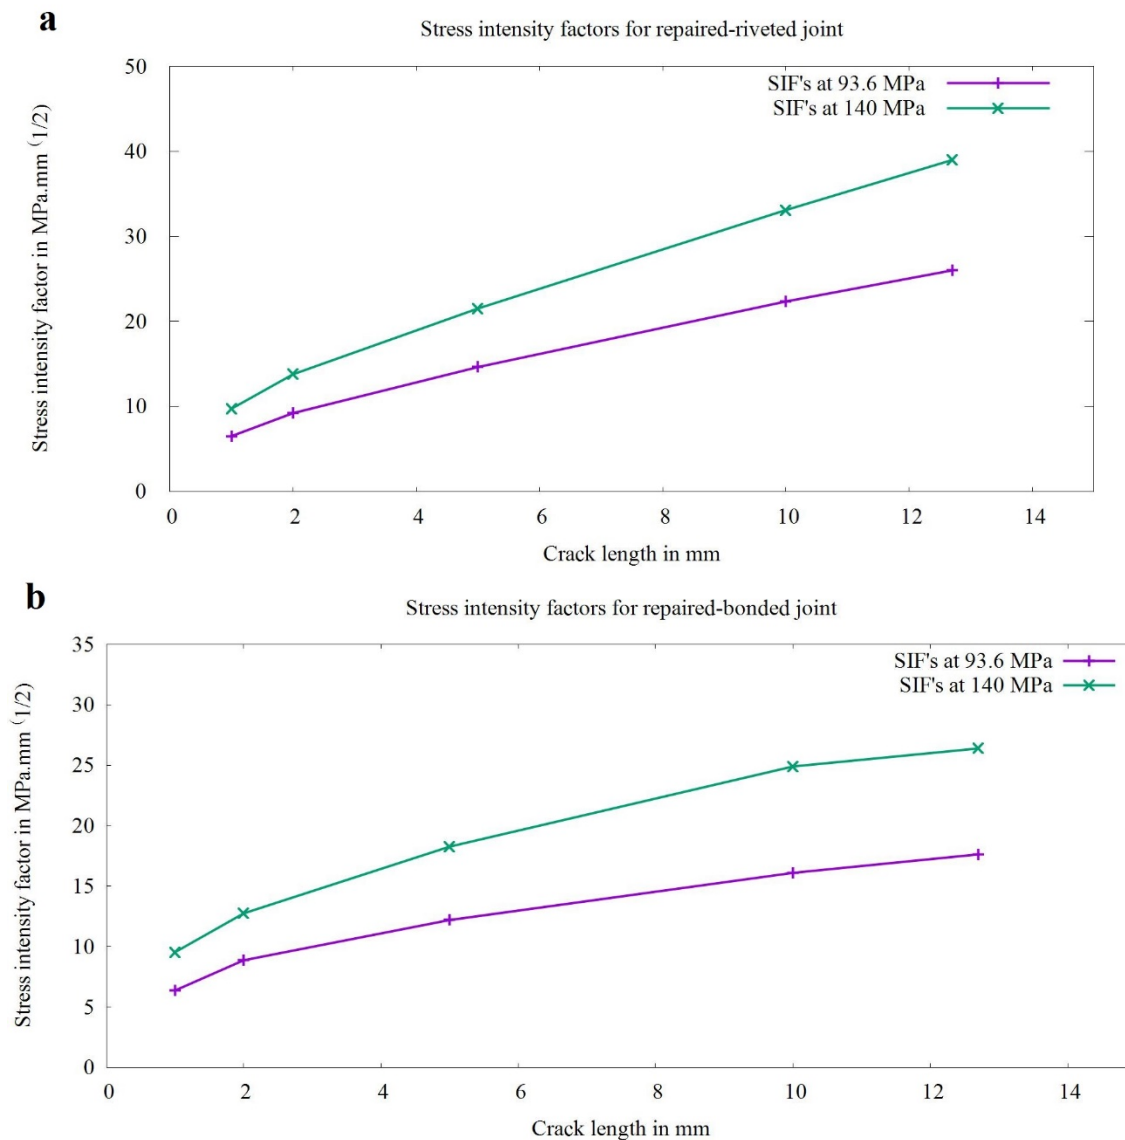 a
Stress intensity factors for repaired-riveted joint
50
40
30
20
10
0
Stress intensity factor in MPa.mm (1/2)
SIF's at 93.6 MPa
SIF's at 140 MPa
0 2 4 6 8 10 12 14
Crack length in mm
b
Stress intensity factors for repaired-bonded joint
35
30
25
20
15
10
5
0
Stress intensity factor in MPa.mm (1/2)
SIF's at 93.6 MPa
SIF's at 140 MPa
0 2 4 6 8 10 12 14
Crack length in mm